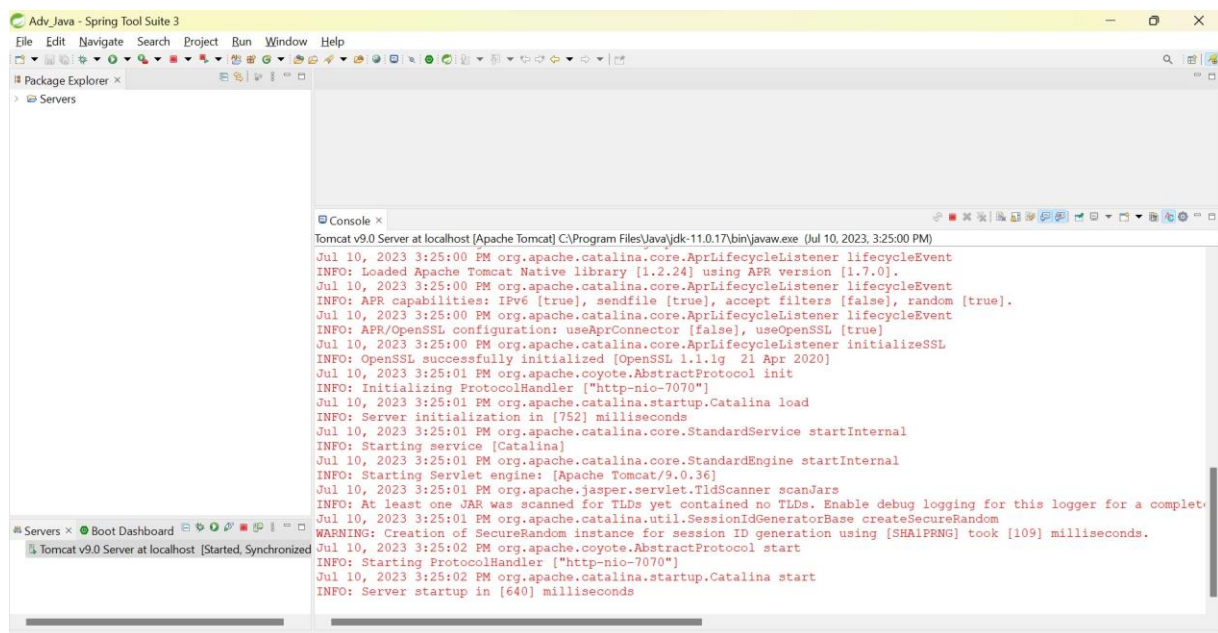 Adv_Java - Spring Tool Suite 3
File Edit Navigate Search Project Run Window Help
Package Explorer
Servers
Console
Tomcat v9.0 Server at localhost [Apache Tomcat] C:\Program Files\Java\jdk-11.0.17\bin\javaw.exe (Jul 10, 2023, 3:25:00 PM)
Jul 10, 2023 3:25:00 PM org.apache.catalina.core.AprLifecycleListener lifecycleEvent
INFO: Loaded Apache Tomcat Native library [1.2.24] using APR version [1.7.0].
Jul 10, 2023 3:25:00 PM org.apache.catalina.core.AprLifecycleListener lifecycleEvent
INFO: APR capabilities: IPv6 [true], sendfile [true], accept filters [false], random [true].
Jul 10, 2023 3:25:00 PM org.apache.catalina.core.AprLifecycleListener lifecycleEvent
INFO: APR/OpenSSL configuration: useAprConnector [false], useOpenSSL [true]
Jul 10, 2023 3:25:00 PM org.apache.catalina.core.AprLifecycleListener initializeSSL
INFO: OpenSSL successfully initialized [OpenSSL 1.1.1g 21 Apr 2020]
Jul 10, 2023 3:25:01 PM org.apache.coyote.AbstractProtocol init
INFO: Initializing ProtocolHandler ["http-nio-7070"]
Jul 10, 2023 3:25:01 PM org.apache.catalina.startup.Catalina load
INFO: Server initialization in [752] milliseconds
Jul 10, 2023 3:25:01 PM org.apache.catalina.core.StandardService startInternal
INFO: Starting service [Catalina]
Jul 10, 2023 3:25:01 PM org.apache.catalina.core.StandardEngine startInternal
INFO: Starting Servlet engine: [Apache Tomcat/9.0.36]
Jul 10, 2023 3:25:01 PM org.apache.jasper.servlet.TldScanner scanJars
INFO: At least one JAR was scanned for TLDs yet contained no TLDs. Enable debug logging for this logger for a complet
Jul 10, 2023 3:25:01 PM org.apache.catalina.util.SessionIdGeneratorBase createSecureRandom
WARNING: Creation of SecureRandom instance for session ID generation using [SHA1PRNG] took [109] milliseconds.
Jul 10, 2023 3:25:02 PM org.apache.coyote.AbstractProtocol start
INFO: Starting ProtocolHandler ["http-nio-7070"]
Jul 10, 2023 3:25:02 PM org.apache.catalina.startup.Catalina start
INFO: Server startup in [640] milliseconds
Servers Boot Dashboard
Tomcat v9.0 Server at localhost [Started, Synchronized